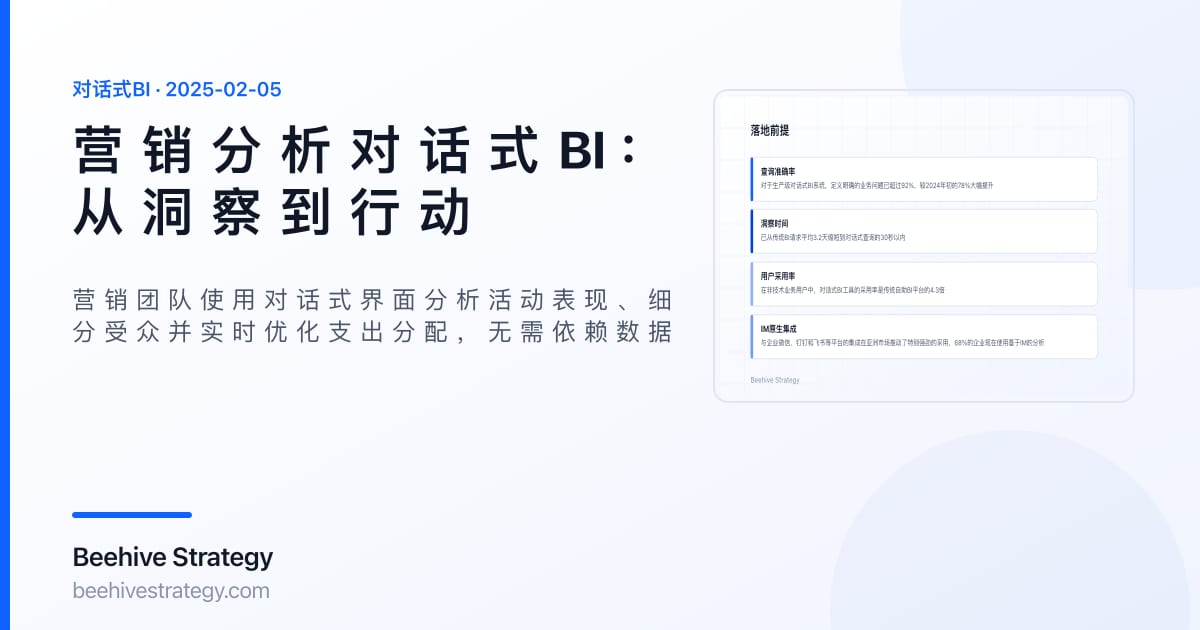 对话式BI · 2025-02-05
营销分析对话式BI：
从洞察到行动
营销团队使用对话式界面分析活动表现、细
分受众并实时优化支出分配，无需依赖数据
Beehive Strategy
beehivestrategy.com
落地前提
查询准确率
对于生产级对话式BI系统，定义明确的业务问题已超过92%，较2024年初的78%大幅提升
洞察时间
已从传统BI请求平均3.2天缩短到对话式查询的30秒以内
用户采用率
在非技术业务用户中，对话式BI工具的采用率是传统自助BI平台的4.3倍
IM原生集成
与企业微信、钉钉和飞书等平台的集成在亚洲市场推动了特别强劲的采用，68%的企业现在使用基于IM的分析
Beehive Strategy